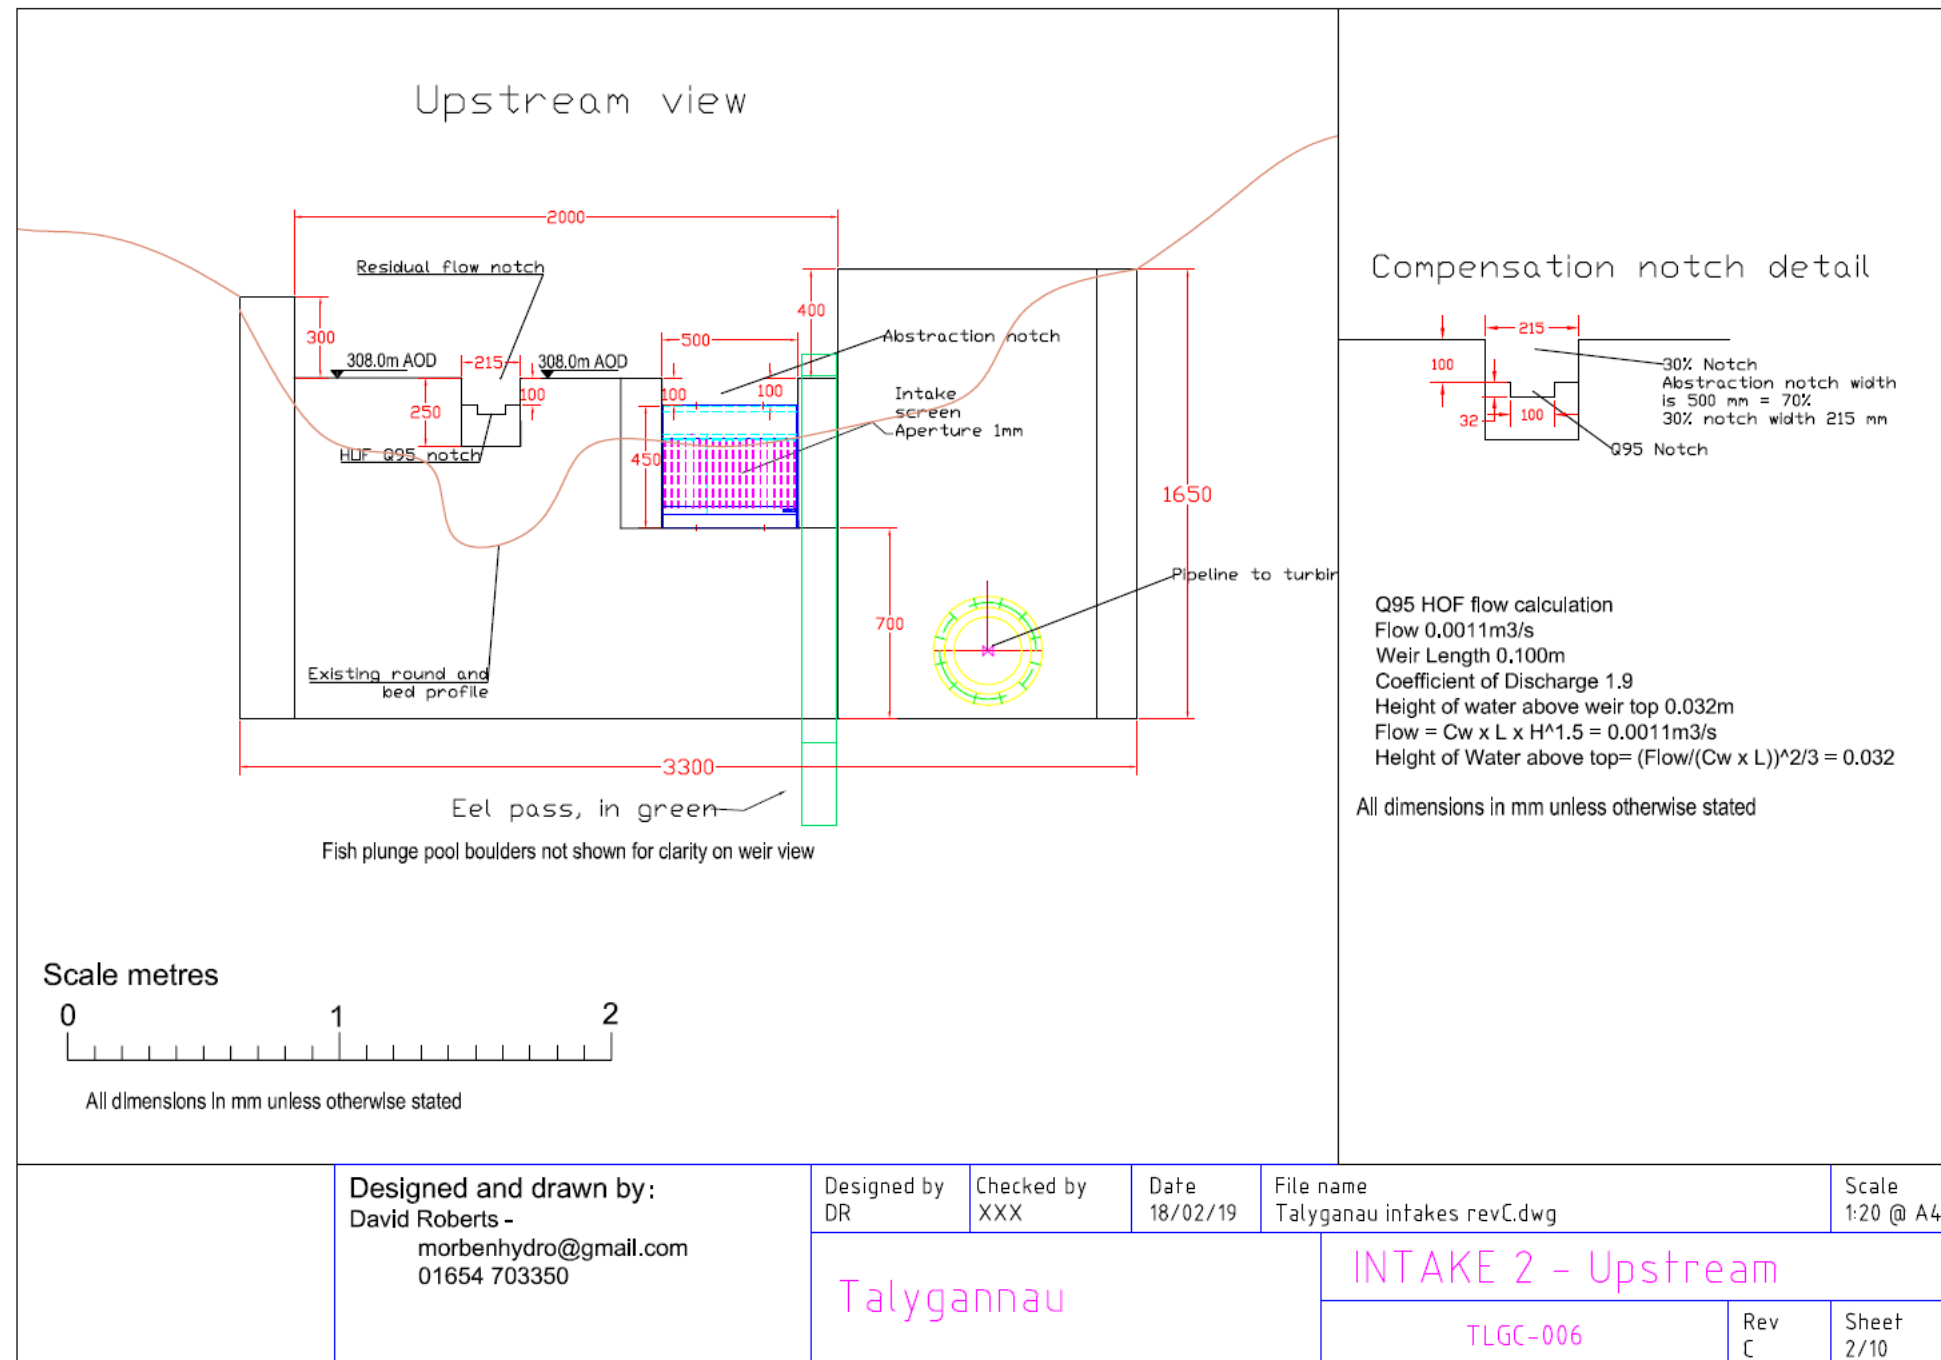 Upstream view
2000
Residual flow notch
300
308.0m AOD
215
308.0m AOD
500
400
Abstraction notch
100
100
100
250
Intake
screen
Aperture 1mm
HOF Q95 notch
450
1650
Pipeline to turbin
700
Existing round and
bed profile
3300
Eel pass, in green
Fish plunge pool boulders not shown for clarity on weir view
Scale metres
0 1 2
All dimensions in mm unless otherwise stated
Compensation notch detail
215
100
30% Notch
Abstraction notch width
is 500 mm = 70%
30% notch width 215 mm
32
100
Q95 Notch
Q95 HOF flow calculation
Flow 0.0011m3/s
Weir Length 0.100m
Coefficient of Discharge 1.9
Height of water above weir top 0.032m
Flow = Cw x L x H^1.5 = 0.0011m3/s
Height of Water above top= (Flow/(Cw x L))^2/3 = 0.032
All dimensions in mm unless otherwise stated
Designed and drawn by:
David Roberts -
morbenhydro@gmail.com
01654 703350
Designed by
DR
Checked by
XXX
Date
18/02/19
File name
Talyganau intakes revC.dwg
Scale
1:20 @ A4
Talygannau
INTAKE 2 - Upstream
TLGC-006
Rev
C
Sheet
2/10